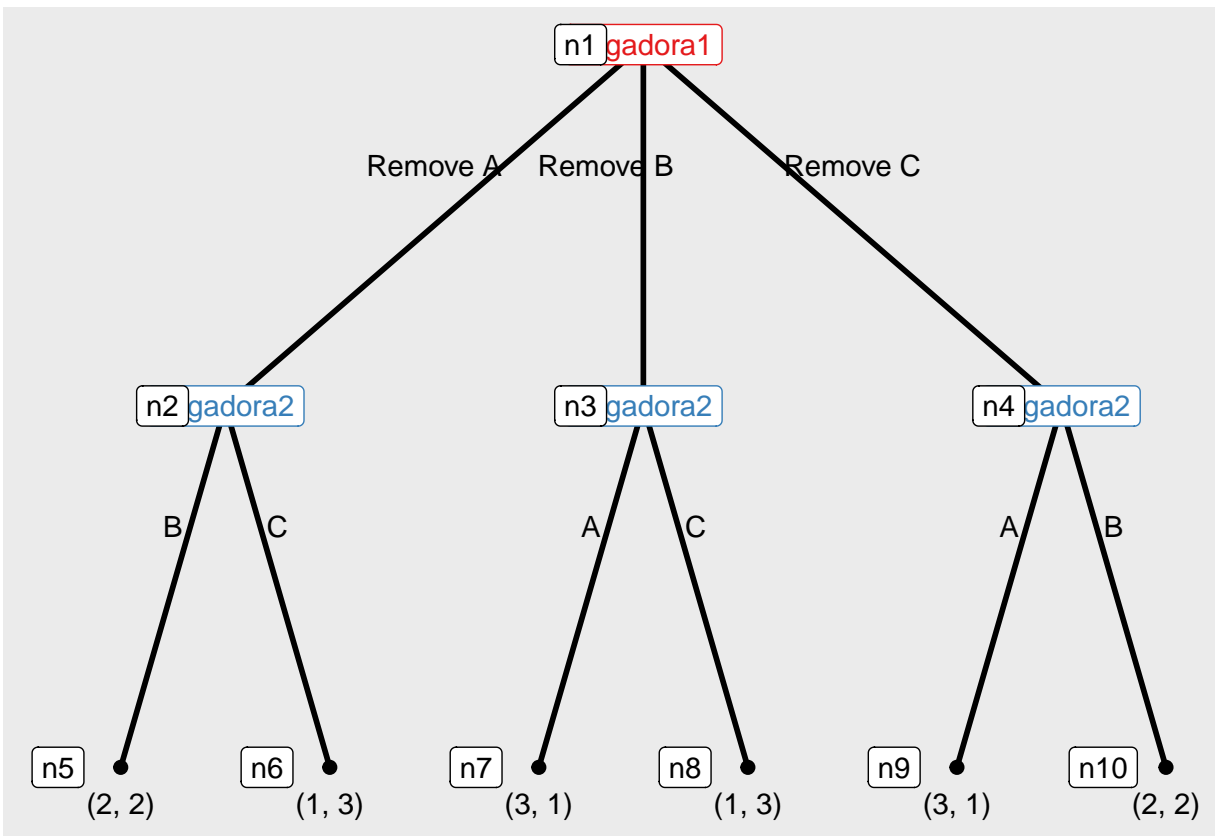 n1 gadora1
Remove A Remove B Remove C
n2 gadora2 n3 gadora2 n4 gadora2
B C A C A B
n5 n6 n7 n8 n9 n10
(2, 2) (1, 3) (3, 1) (1, 3) (3, 1) (2, 2)